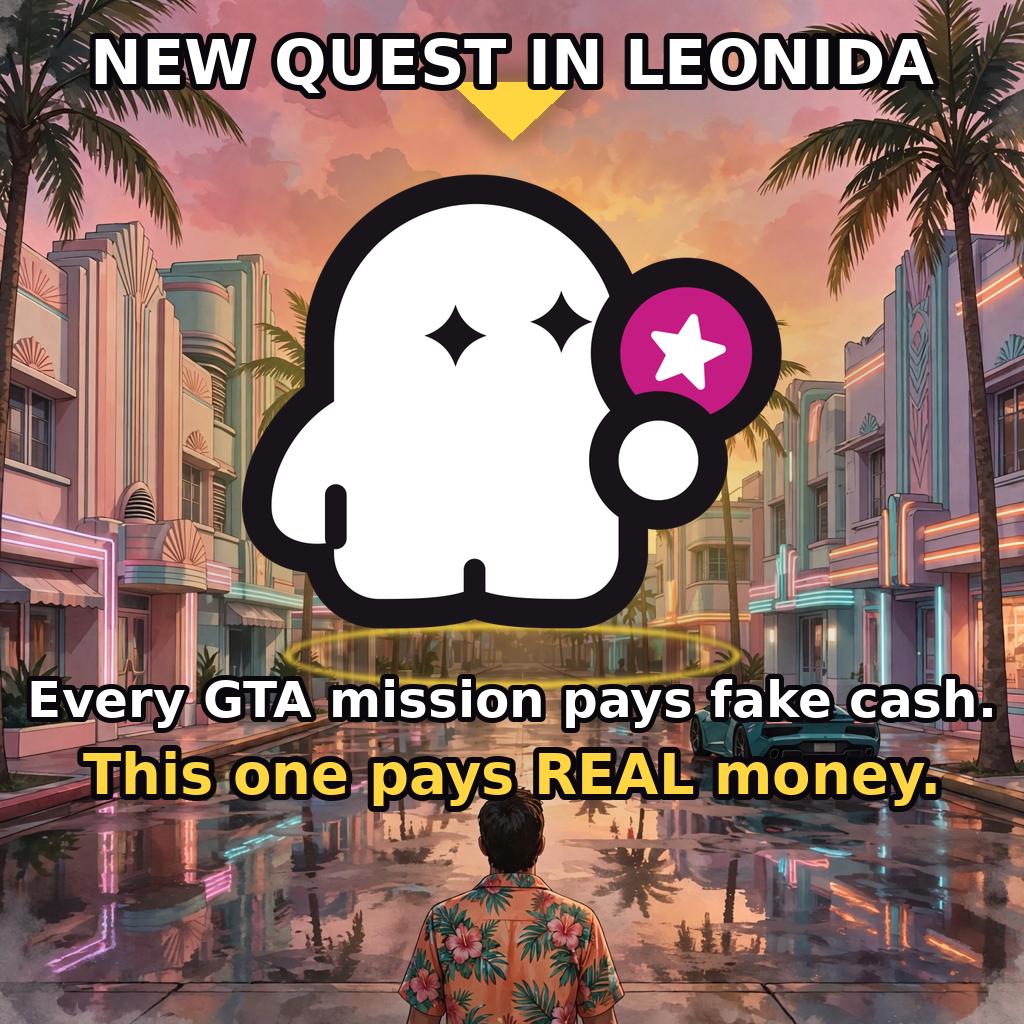 NEW QUEST IN LEONIDA
Every GTA mission pays fake cash.
This one pays REAL money.